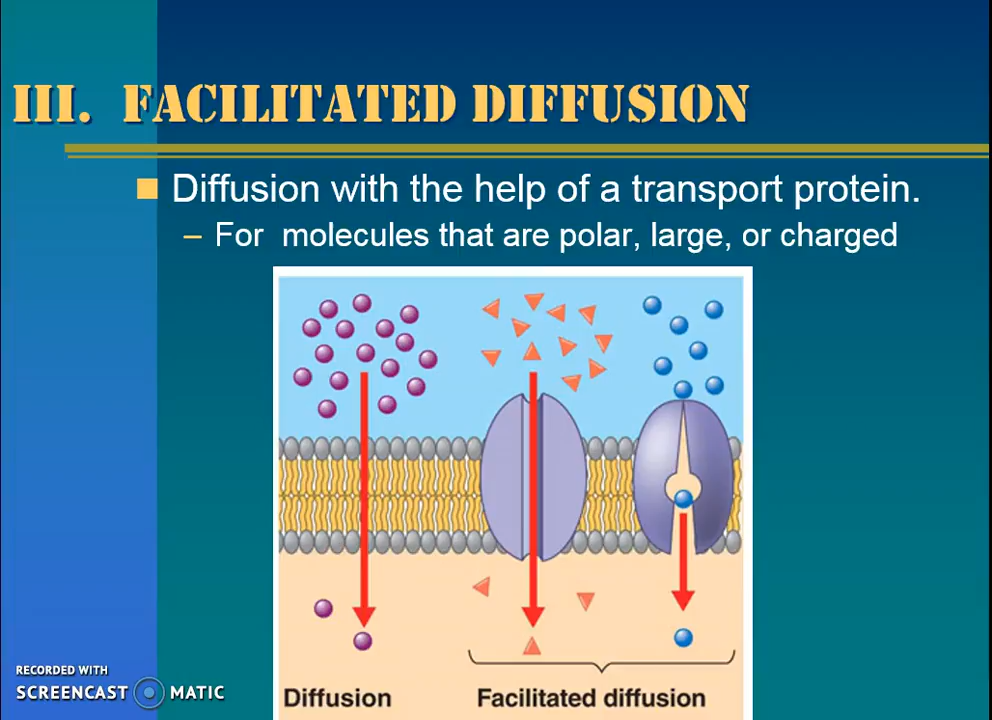 III. FACILITATED DIFFUSION
Diffusion with the help of a transport protein.
– For molecules that are polar, large, or charged
Diffusion
Facilitated diffusion
RECORDED WITH
SCREENCAST MATIC